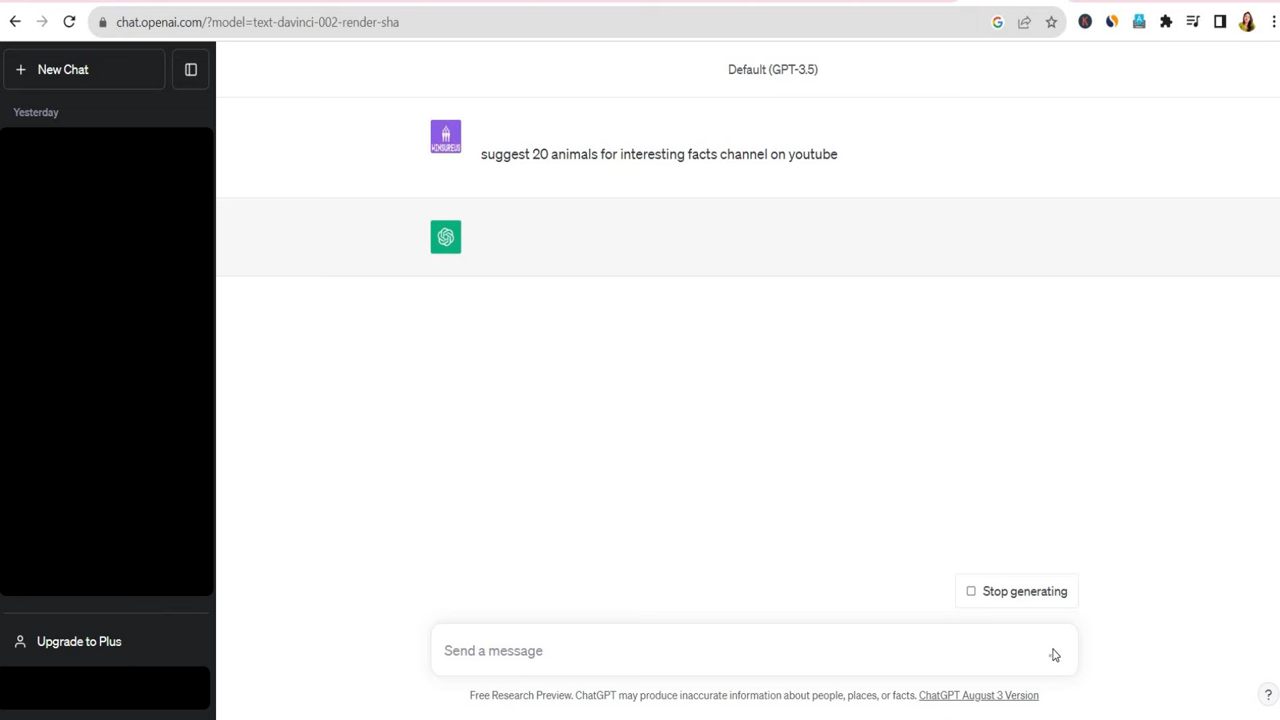 chat.openai.com/?model=text-davinci-002-render-sha
New Chat
Yesterday
Default (GPT-3.5)
WINSUREUS
suggest 20 animals for interesting facts channel on youtube
Stop generating
Upgrade to Plus
Send a message
Free Research Preview. ChatGPT may produce inaccurate information about people, places, or facts. ChatGPT August 3 Version
?